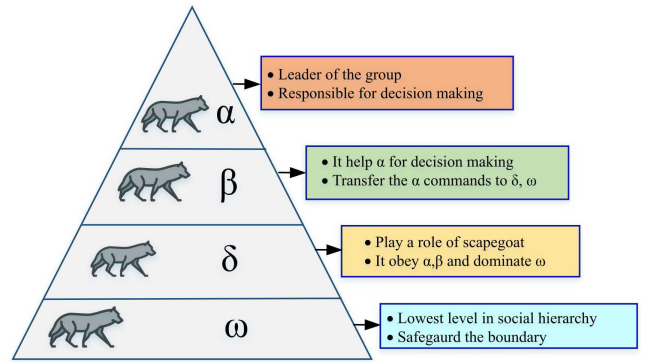 α
• Leader of the group
• Responsible for decision making
β
• It help α for decision making
• Transfer the α commands to δ, ω
δ
• Play a role of scapegoat
• It obey α,β and dominate ω
ω
• Lowest level in social hierarchy
• Safegaurd the boundary